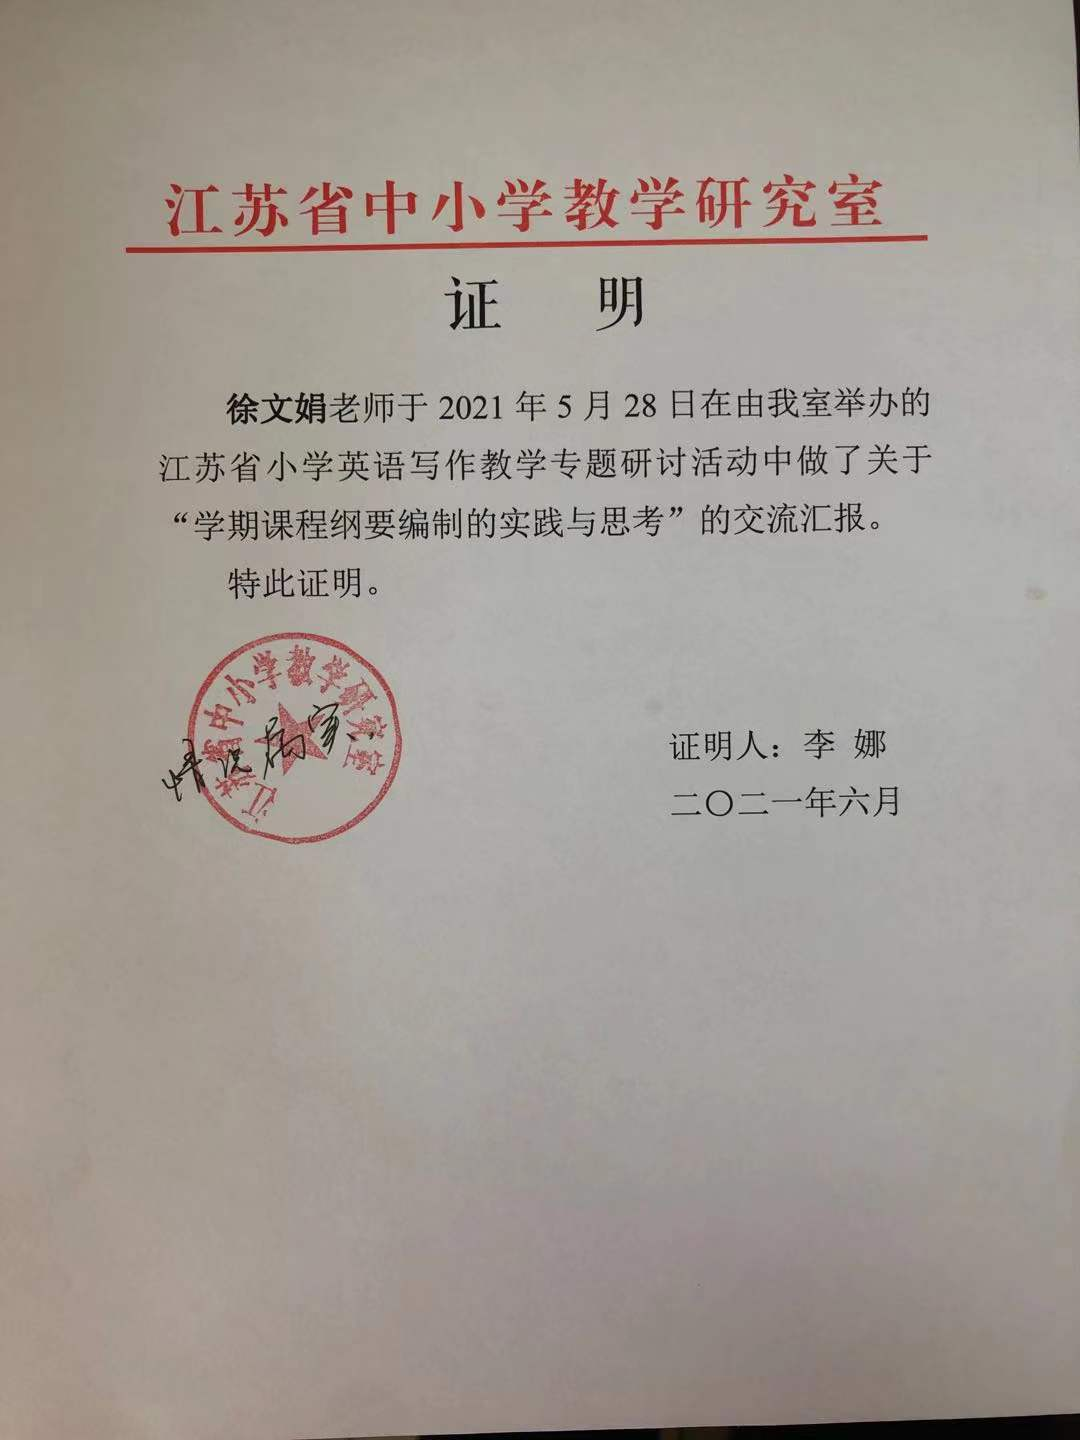 江苏省中小学教学研究室
证 明
徐文娟老师于 2021 年 5 月 28 日在由我室举办的
江苏省小学英语写作教学专题研讨活动中做了关于
“学期课程纲要编制的实践与思考”的交流汇报。
特此证明。
江苏省中小学教学研究室
情况属实.
证明人：李 娜
二〇二一年六月